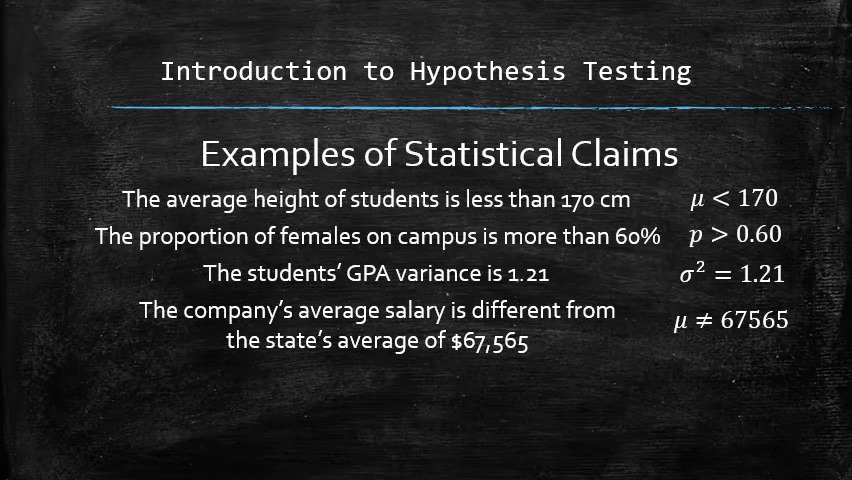 Introduction to Hypothesis Testing
Examples of Statistical Claims
The average height of students is less than 170 cm μ < 170
The proportion of females on campus is more than 60% p > 0.60
The students’ GPA variance is 1.21 σ² = 1.21
The company’s average salary is different from
the state’s average of $67,565 μ ≠ 67565